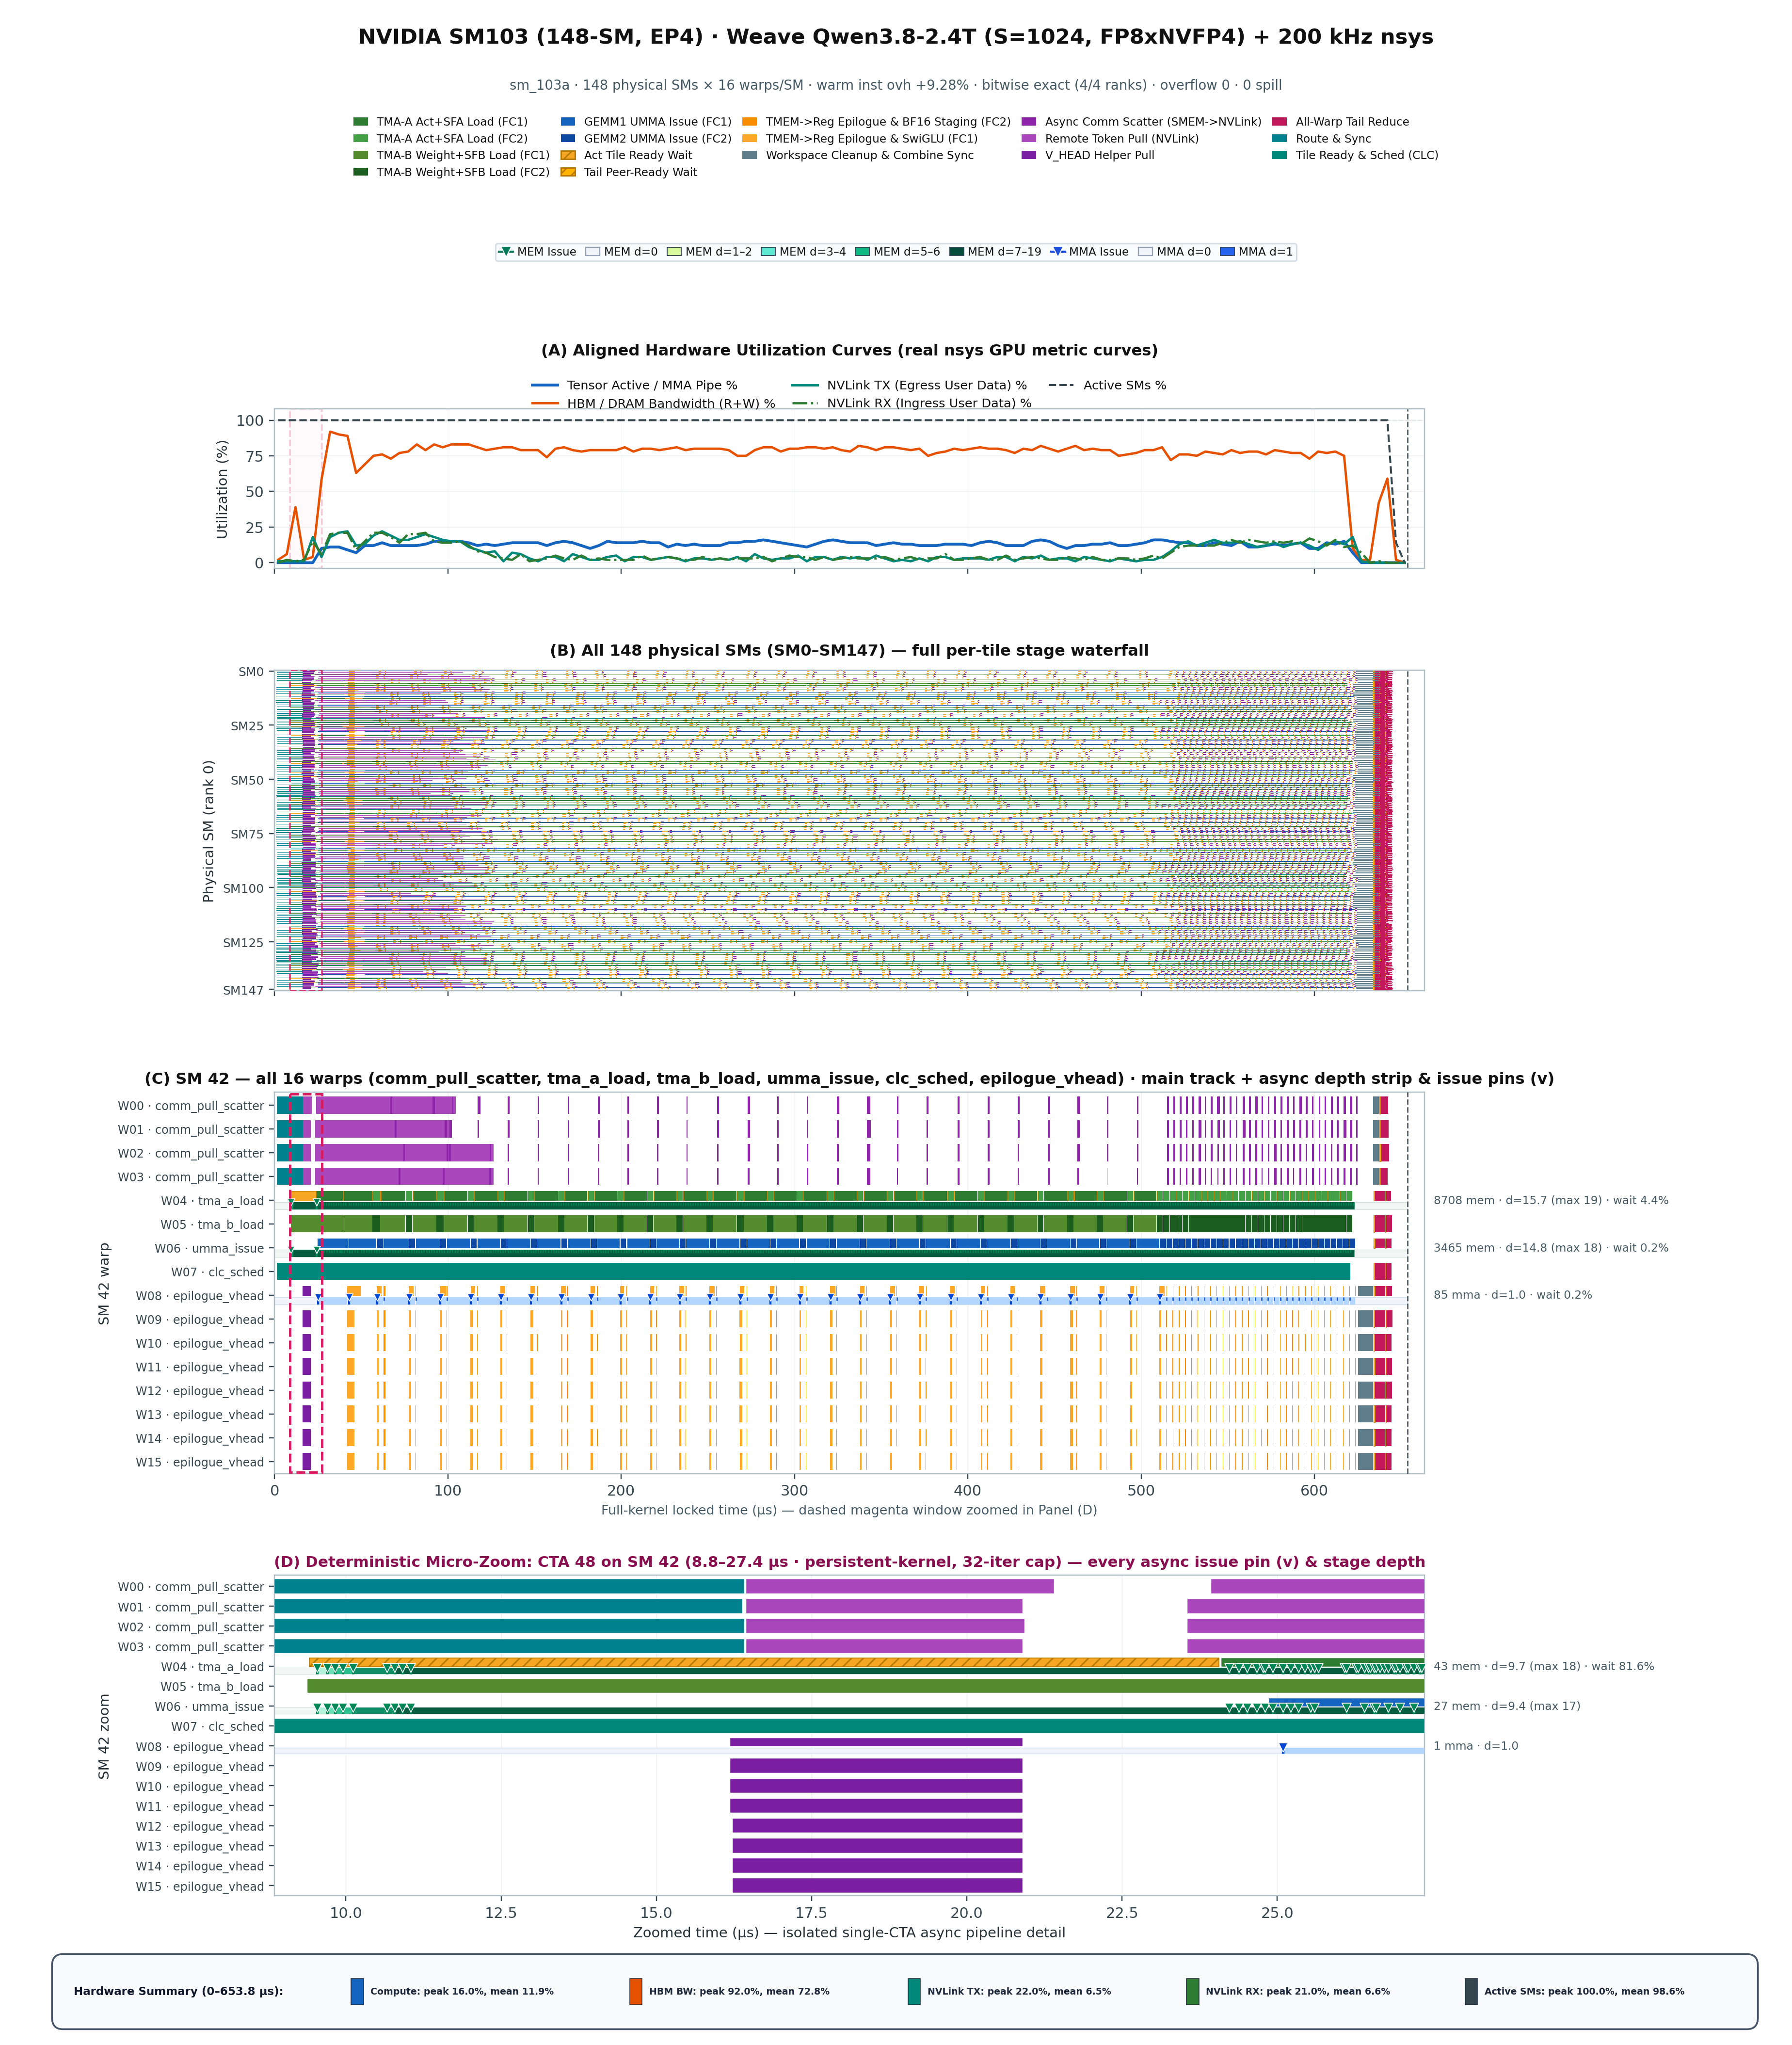 NVIDIA SM103 (148-SM, EP4) · Weave Qwen3.8-2.4T (S=1024, FP8xNVFP4) + 200 kHz nsys
sm_103a · 148 physical SMs × 16 warps/SM · warm inst ovh +9.28% · bitwise exact (4/4 ranks) · overflow 0 · 0 spill
TMA-A Act+SFA Load (FC1)
TMA-A Act+SFA Load (FC2)
TMA-B Weight+SFB Load (FC1)
TMA-B Weight+SFB Load (FC2)
GEMM1 UMMA Issue (FC1)
GEMM2 UMMA Issue (FC2)
Act Tile Ready Wait
Tail Peer-Ready Wait
TMEM->Reg Epilogue & BF16 Staging (FC2)
TMEM->Reg Epilogue & SwiGLU (FC1)
Workspace Cleanup & Combine Sync
Async Comm Scatter (SMEM->NVLink)
Remote Token Pull (NVLink)
V_HEAD Helper Pull
All-Warp Tail Reduce
Route & Sync
Tile Ready & Sched (CLC)
MEM Issue MEM d=0 MEM d=1–2 MEM d=3–4 MEM d=5–6 MEM d=7–19 MMA Issue MMA d=0 MMA d=1
(A) Aligned Hardware Utilization Curves (real nsys GPU metric curves)
Tensor Active / MMA Pipe %
HBM / DRAM Bandwidth (R+W) %
NVLink TX (Egress User Data) %
NVLink RX (Ingress User Data) %
Active SMs %
Utilization (%)
100
75
50
25
0
(B) All 148 physical SMs (SM0–SM147) — full per-tile stage waterfall
Physical SM (rank 0)
SM0
SM25
SM50
SM75
SM100
SM125
SM147
(C) SM 42 — all 16 warps (comm_pull_scatter, tma_a_load, tma_b_load, umma_issue, clc_sched, epilogue_vhead) · main track + async depth strip & issue pins (v)
SM 42 warp
W00 · comm_pull_scatter
W01 · comm_pull_scatter
W02 · comm_pull_scatter
W03 · comm_pull_scatter
W04 · tma_a_load
8708 mem · d=15.7 (max 19) · wait 4.4%
W05 · tma_b_load
W06 · umma_issue
3465 mem · d=14.8 (max 18) · wait 0.2%
W07 · clc_sched
W08 · epilogue_vhead
85 mma · d=1.0 · wait 0.2%
W09 · epilogue_vhead
W10 · epilogue_vhead
W11 · epilogue_vhead
W12 · epilogue_vhead
W13 · epilogue_vhead
W14 · epilogue_vhead
W15 · epilogue_vhead
0 100 200 300 400 500 600
Full-kernel locked time (μs) — dashed magenta window zoomed in Panel (D)
(D) Deterministic Micro-Zoom: CTA 48 on SM 42 (8.8–27.4 μs · persistent-kernel, 32-iter cap) — every async issue pin (v) & stage depth
SM 42 zoom
W00 · comm_pull_scatter
W01 · comm_pull_scatter
W02 · comm_pull_scatter
W03 · comm_pull_scatter
W04 · tma_a_load
43 mem · d=9.7 (max 18) · wait 81.6%
W05 · tma_b_load
W06 · umma_issue
27 mem · d=9.4 (max 17)
W07 · clc_sched
W08 · epilogue_vhead
1 mma · d=1.0
W09 · epilogue_vhead
W10 · epilogue_vhead
W11 · epilogue_vhead
W12 · epilogue_vhead
W13 · epilogue_vhead
W14 · epilogue_vhead
W15 · epilogue_vhead
10.0 12.5 15.0 17.5 20.0 22.5 25.0
Zoomed time (μs) — isolated single-CTA async pipeline detail
Hardware Summary (0–653.8 μs): Compute: peak 16.0%, mean 11.9% HBM BW: peak 92.0%, mean 72.8% NVLink TX: peak 22.0%, mean 6.5% NVLink RX: peak 21.0%, mean 6.6% Active SMs: peak 100.0%, mean 98.6%